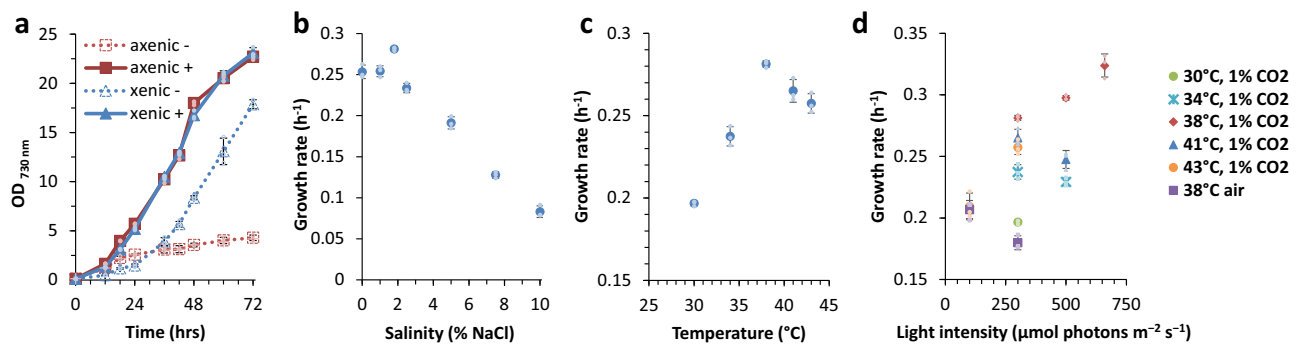 a
25
20
15
10
5
0
OD 730 nm
axenic -
axenic +
xenic -
xenic +
0 24 48 72
Time (hrs)
b
0.3
0.25
0.2
0.15
0.1
0.05
0
Growth rate (h⁻¹)
0 2 4 6 8 10
Salinity (% NaCl)
c
0.3
0.25
0.2
0.15
Growth rate (h⁻¹)
25 30 35 40 45
Temperature (°C)
d
0.35
0.3
0.25
0.2
0.15
Growth rate (h⁻¹)
0 250 500 750
Light intensity (μmol photons m⁻² s⁻¹)
30°C, 1% CO2
34°C, 1% CO2
38°C, 1% CO2
41°C, 1% CO2
43°C, 1% CO2
38°C air